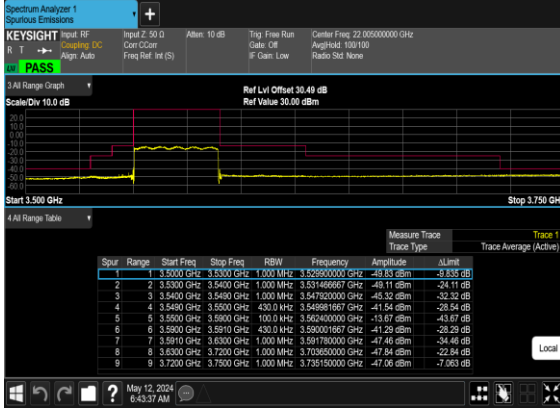 Spectrum Analyzer 1
Spurious Emissions
+
KEYSIGHT Input: RF Input Z: 50 Ω Atten: 10 dB Trig: Free Run Center Freq: 22.005000000 GHz
R T Coupling: DC Corr CCorr Gate: Off Avg|Hold: 100/100
Align: Auto Freq Ref: Int (S) IF Gain: Low Radio Std: None
PASS
3 All Range Graph
Ref Lvl Offset 30.49 dB
Scale/Div 10.0 dB Ref Value 30.00 dBm
20.0
10.0
0.00
-10.0
-20.0
-30.0
-40.0
-50.0
-60.0
Start 3.500 GHz Stop 3.750 GH
4 All Range Table
Measure Trace Trace 1
Trace Type Trace Average (Active)
Spur Range Start Freq Stop Freq RBW Frequency Amplitude ΔLimit
1 1 3.5000 GHz 3.5300 GHz 1.000 MHz 3.529900000 GHz -49.83 dBm -9.835 dB
2 2 3.5300 GHz 3.5400 GHz 1.000 MHz 3.531466667 GHz -49.11 dBm -24.11 dB
3 3 3.5400 GHz 3.5490 GHz 1.000 MHz 3.547920000 GHz -45.32 dBm -32.32 dB
4 4 3.5490 GHz 3.5500 GHz 430.0 kHz 3.549981667 GHz -41.54 dBm -28.54 dB
5 5 3.5500 GHz 3.5900 GHz 100.0 kHz 3.562400000 GHz -13.67 dBm -43.67 dB
6 6 3.5900 GHz 3.5910 GHz 430.0 kHz 3.590001667 GHz -41.29 dBm -28.29 dB
7 7 3.5910 GHz 3.6300 GHz 1.000 MHz 3.591780000 GHz -47.46 dBm -34.46 dB
8 8 3.6300 GHz 3.7200 GHz 1.000 MHz 3.703650000 GHz -47.84 dBm -22.84 dB
9 9 3.7200 GHz 3.7500 GHz 1.000 MHz 3.735150000 GHz -47.06 dBm -7.063 dB
Local
? May 12, 2024
6:43:37 AM